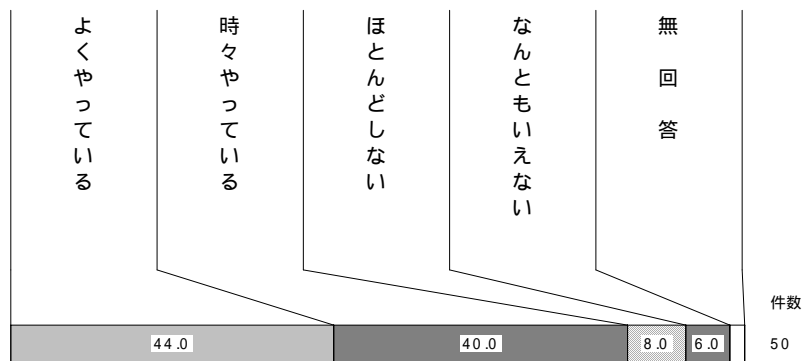 よくやっている
時々やっている
ほとんどしない
なんともいえない
無回答
件数
44.0
40.0
8.0
6.0
50